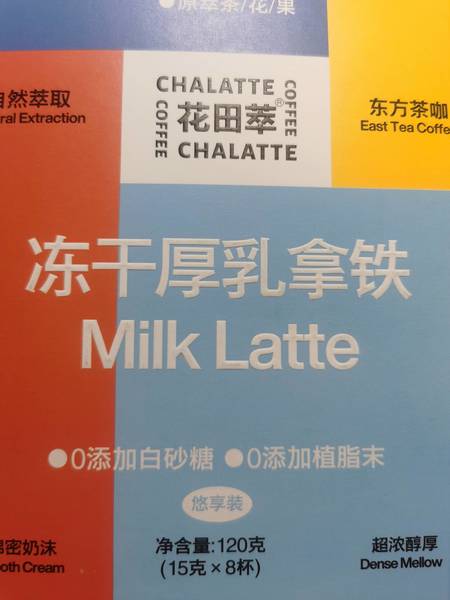 ●原萃茶/花/果
自然萃取
ral Extraction
CHALATTE
COFFEE
花田萃®
COFFEE
CHALATTE
东方茶咖
East Tea Coffe
冻干厚乳拿铁
Milk Latte
●0添加白砂糖 ●0添加植脂末
悠享装
绵密奶沫
oth Cream
净含量:120克
(15克×8杯)
超浓醇厚
Dense Mellow